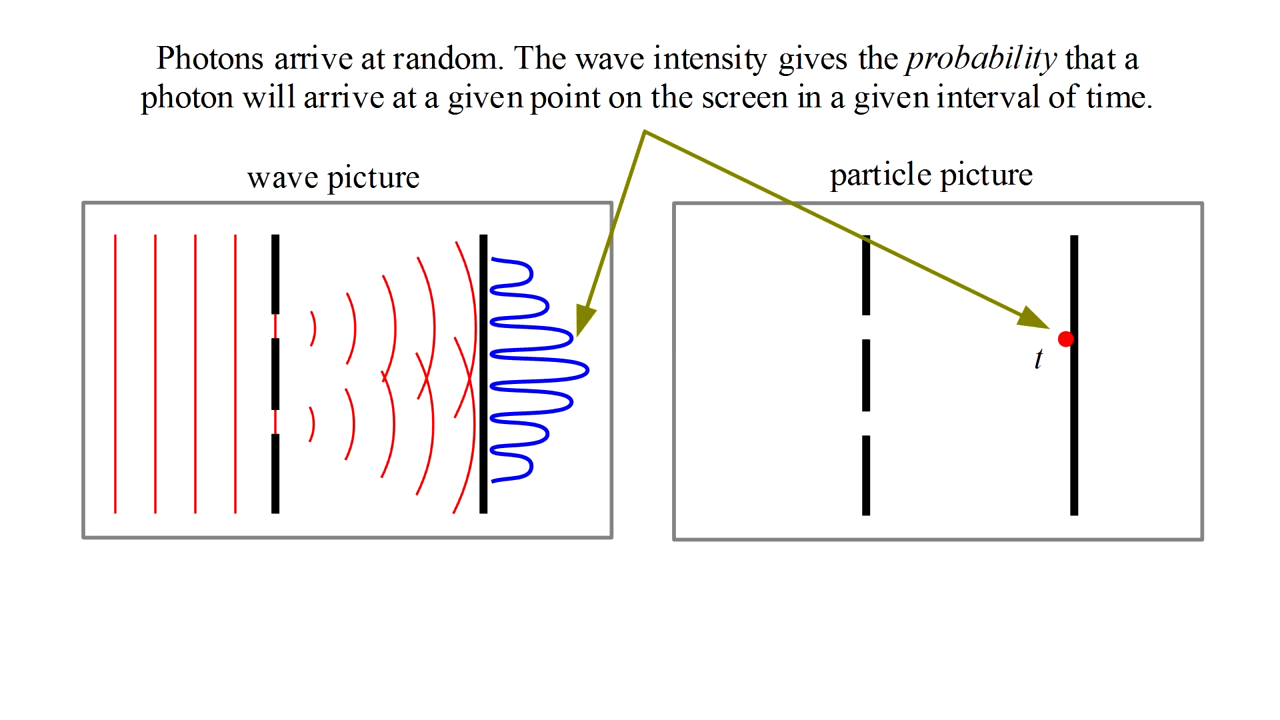 Photons arrive at random. The wave intensity gives the probability that a
photon will arrive at a given point on the screen in a given interval of time.
wave picture
particle picture
t